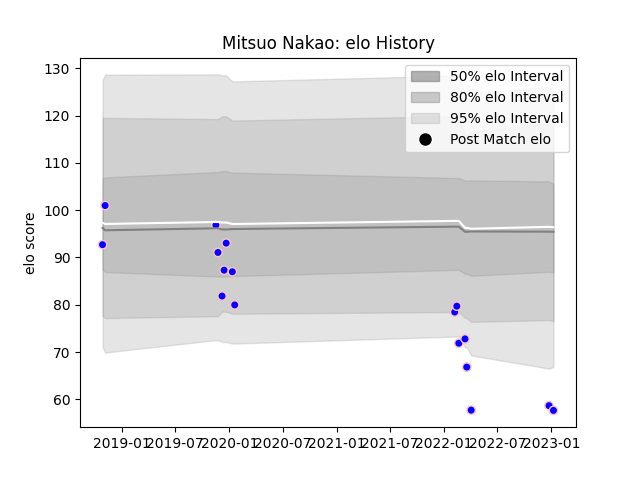 Mitsuo Nakao: elo History
130
120
110
100
90
80
70
60
elo score
50% elo Interval
80% elo Interval
95% elo Interval
Post Match elo
2019-01 2019-07 2020-01 2020-07 2021-01 2021-07 2022-01 2022-07 2023-01